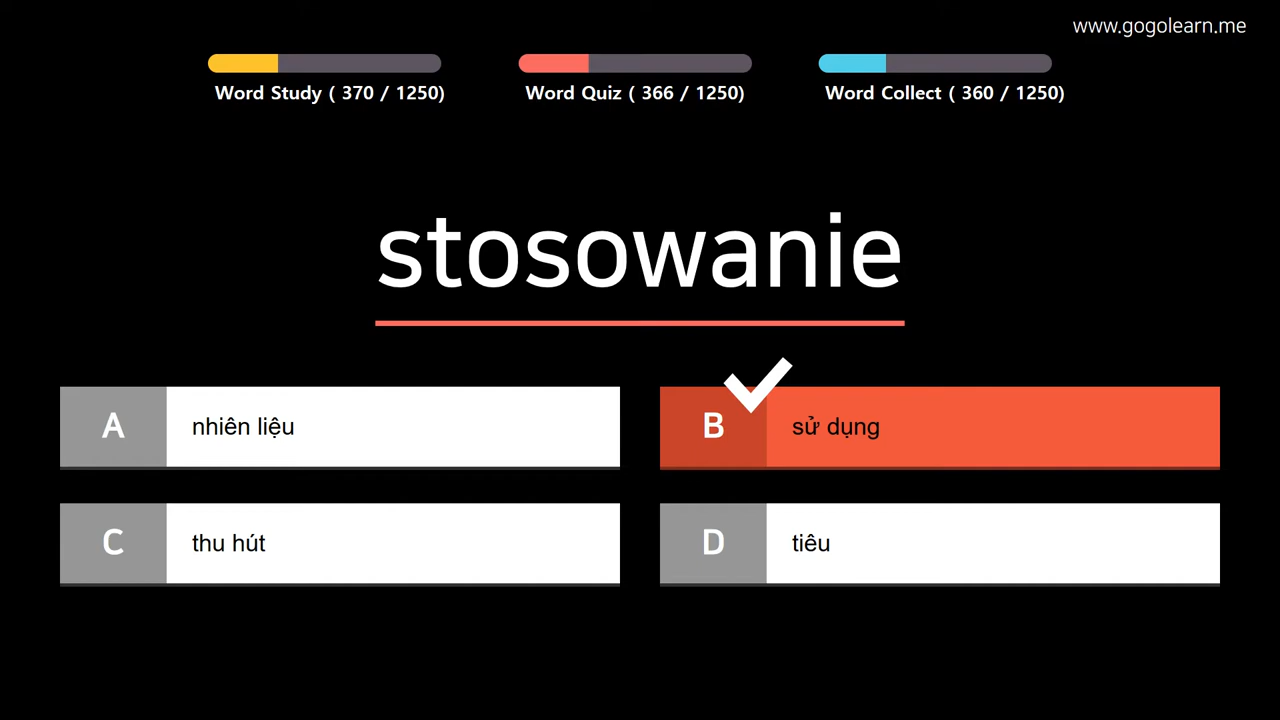 www.gogolearn.me
Word Study ( 370 / 1250)
Word Quiz ( 366 / 1250)
Word Collect ( 360 / 1250)
stosowanie
A nhiên liệu
B sử dụng
C thu hút
D tiêu